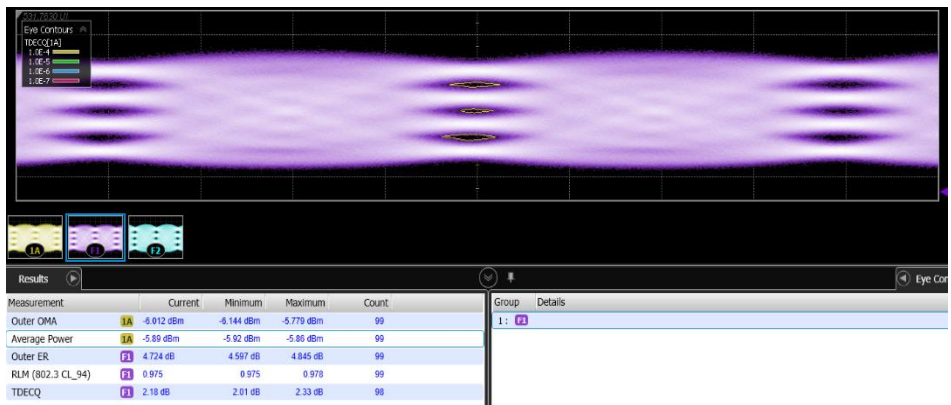 531.7630 UI
Eye Contours
TDECQ[1A]
1.0E-4
1.0E-5
1.0E-6
1.0E-7
1A F1 F2
Results Eye Con
Measurement Current Minimum Maximum Count
Outer OMA 1A -6.012 dBm -6.144 dBm -5.779 dBm 99
Average Power 1A -5.89 dBm -5.92 dBm -5.86 dBm 99
Outer ER F1 4.724 dB 4.597 dB 4.845 dB 99
RLM (802.3 CL_94) F1 0.975 0.975 0.978 99
TDECQ F1 2.18 dB 2.01 dB 2.33 dB 98
Group Details
1: F1